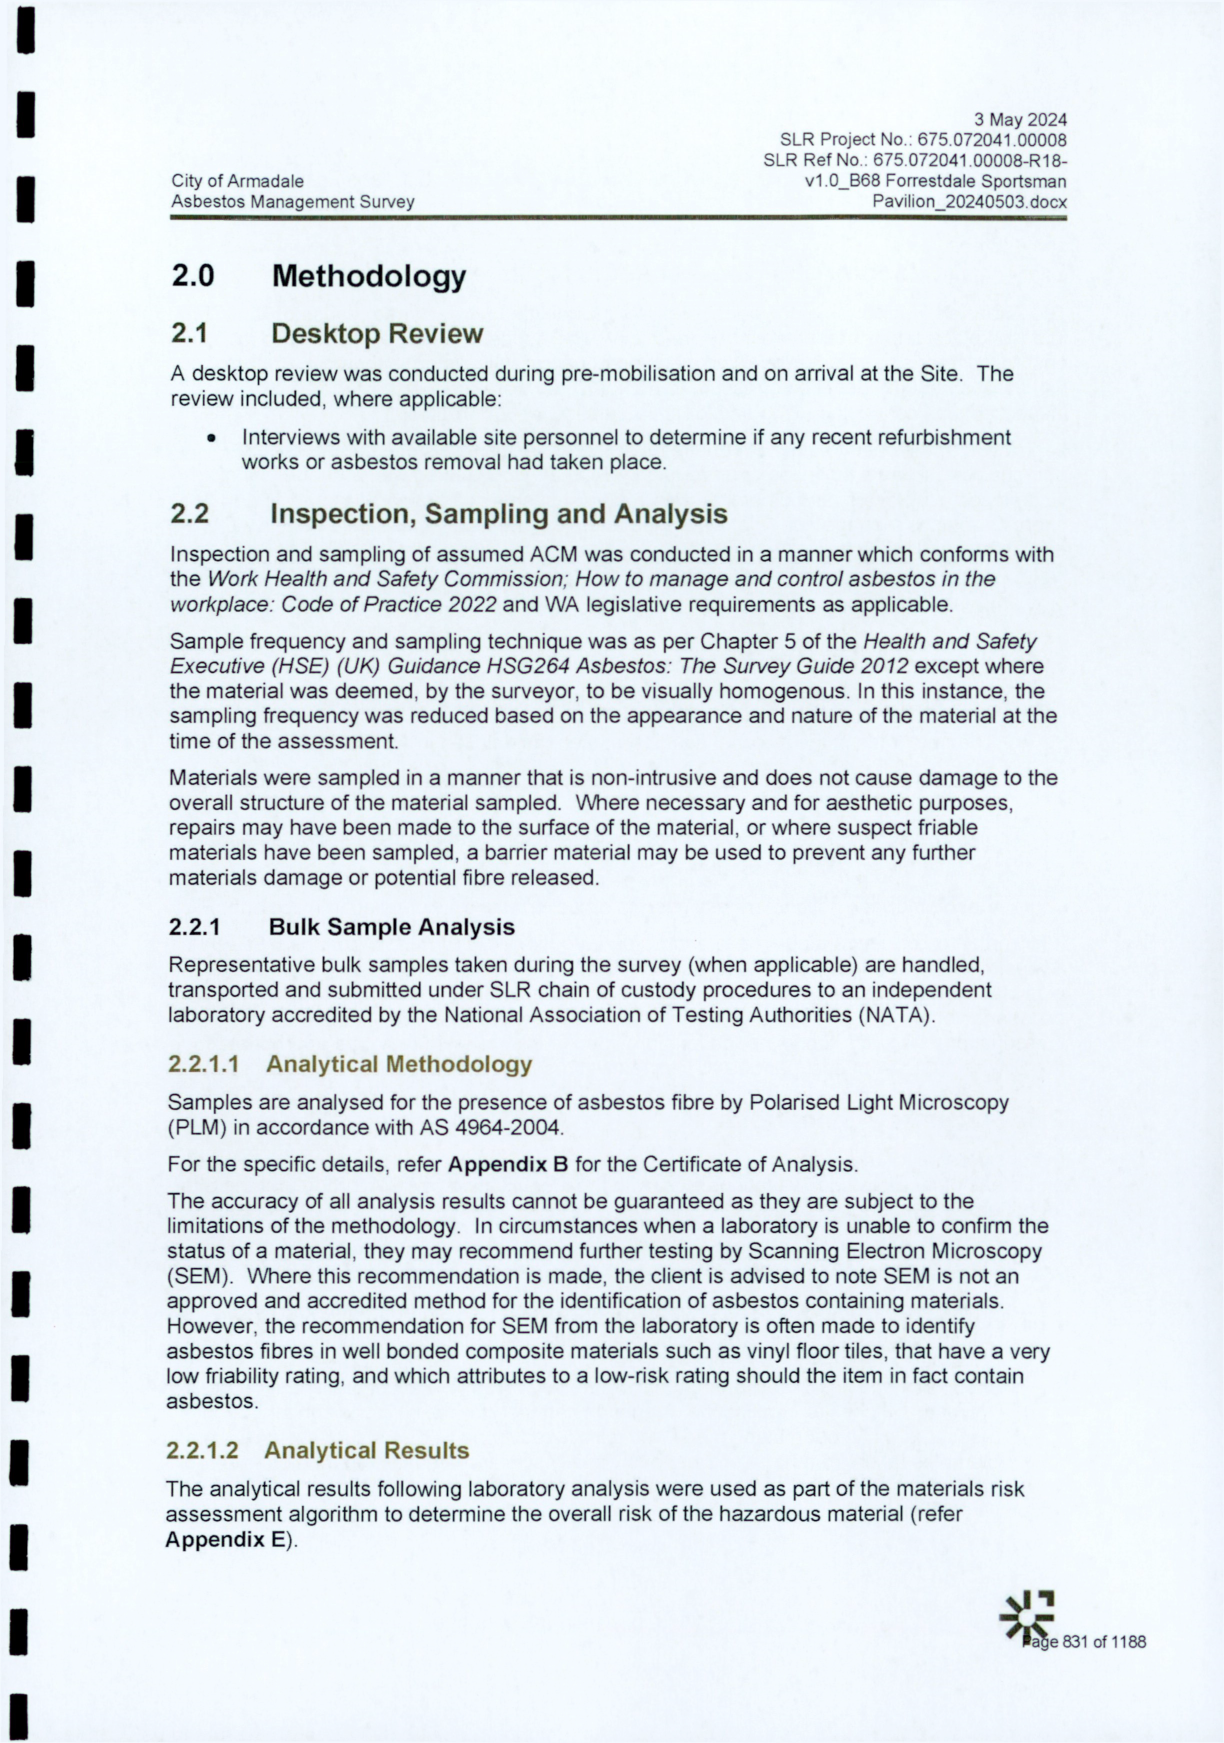 3 May 2024
SLR Project No.: 675.072041.00008
SLR Ref No.: 675.072041.00008-R18-
City of Armadale
v1.0_B68 Forrestdale Sportsman
Asbestos Management Survey
Pavilion_20240503.docx
2.0 Methodology
2.1 Desktop Review
A desktop review was conducted during pre-mobilisation and on arrival at the Site. The
review included, where applicable:
• Interviews with available site personnel to determine if any recent refurbishment
works or asbestos removal had taken place.
2.2 Inspection, Sampling and Analysis
Inspection and sampling of assumed ACM was conducted in a manner which conforms with
the Work Health and Safety Commission; How to manage and control asbestos in the
workplace: Code of Practice 2022 and WA legislative requirements as applicable.
Sample frequency and sampling technique was as per Chapter 5 of the Health and Safety
Executive (HSE) (UK) Guidance HSG264 Asbestos: The Survey Guide 2012 except where
the material was deemed, by the surveyor, to be visually homogenous. In this instance, the
sampling frequency was reduced based on the appearance and nature of the material at the
time of the assessment.
Materials were sampled in a manner that is non-intrusive and does not cause damage to the
overall structure of the material sampled. Where necessary and for aesthetic purposes,
repairs may have been made to the surface of the material, or where suspect friable
materials have been sampled, a barrier material may be used to prevent any further
materials damage or potential fibre released.
2.2.1 Bulk Sample Analysis
Representative bulk samples taken during the survey (when applicable) are handled,
transported and submitted under SLR chain of custody procedures to an independent
laboratory accredited by the National Association of Testing Authorities (NATA).
2.2.1.1 Analytical Methodology
Samples are analysed for the presence of asbestos fibre by Polarised Light Microscopy
(PLM) in accordance with AS 4964-2004.
For the specific details, refer Appendix B for the Certificate of Analysis.
The accuracy of all analysis results cannot be guaranteed as they are subject to the
limitations of the methodology. In circumstances when a laboratory is unable to confirm the
status of a material, they may recommend further testing by Scanning Electron Microscopy
(SEM). Where this recommendation is made, the client is advised to note SEM is not an
approved and accredited method for the identification of asbestos containing materials.
However, the recommendation for SEM from the laboratory is often made to identify
asbestos fibres in well bonded composite materials such as vinyl floor tiles, that have a very
low friability rating, and which attributes to a low-risk rating should the item in fact contain
asbestos.
2.2.1.2 Analytical Results
The analytical results following laboratory analysis were used as part of the materials risk
assessment algorithm to determine the overall risk of the hazardous material (refer
Appendix E).
Page 831 of 1188